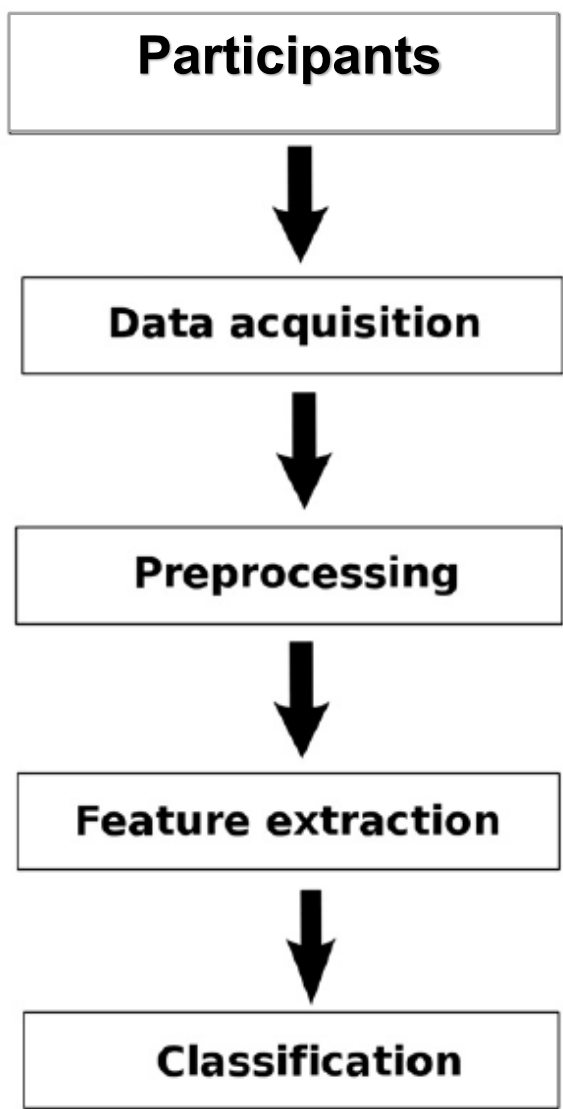 Participants
Data acquisition
Preprocessing
Feature extraction
Classification